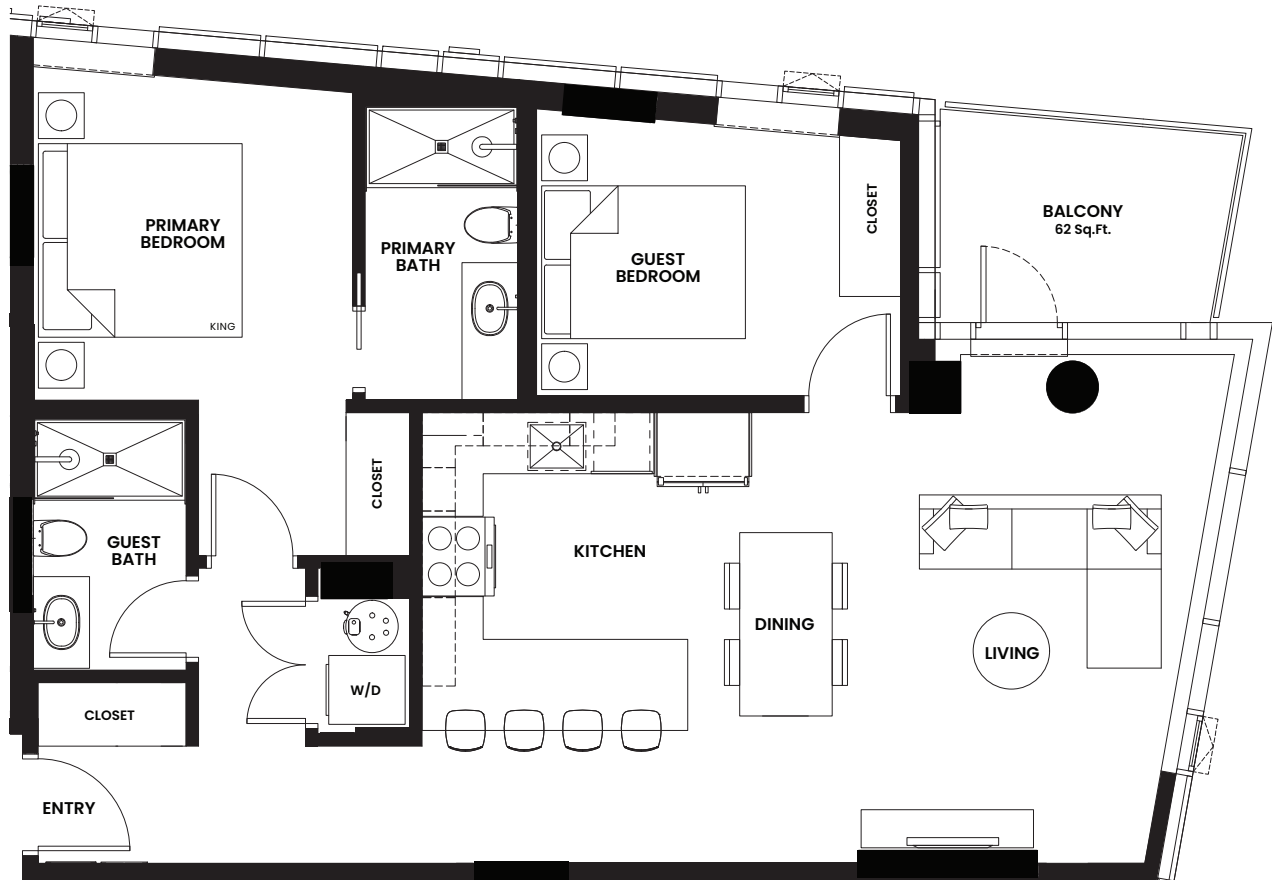 PRIMARY
BEDROOM
KING
PRIMARY
BATH
GUEST
BEDROOM
CLOSET
BALCONY
62 Sq.Ft.
GUEST
BATH
CLOSET
KITCHEN
DINING
LIVING
W/D
CLOSET
ENTRY